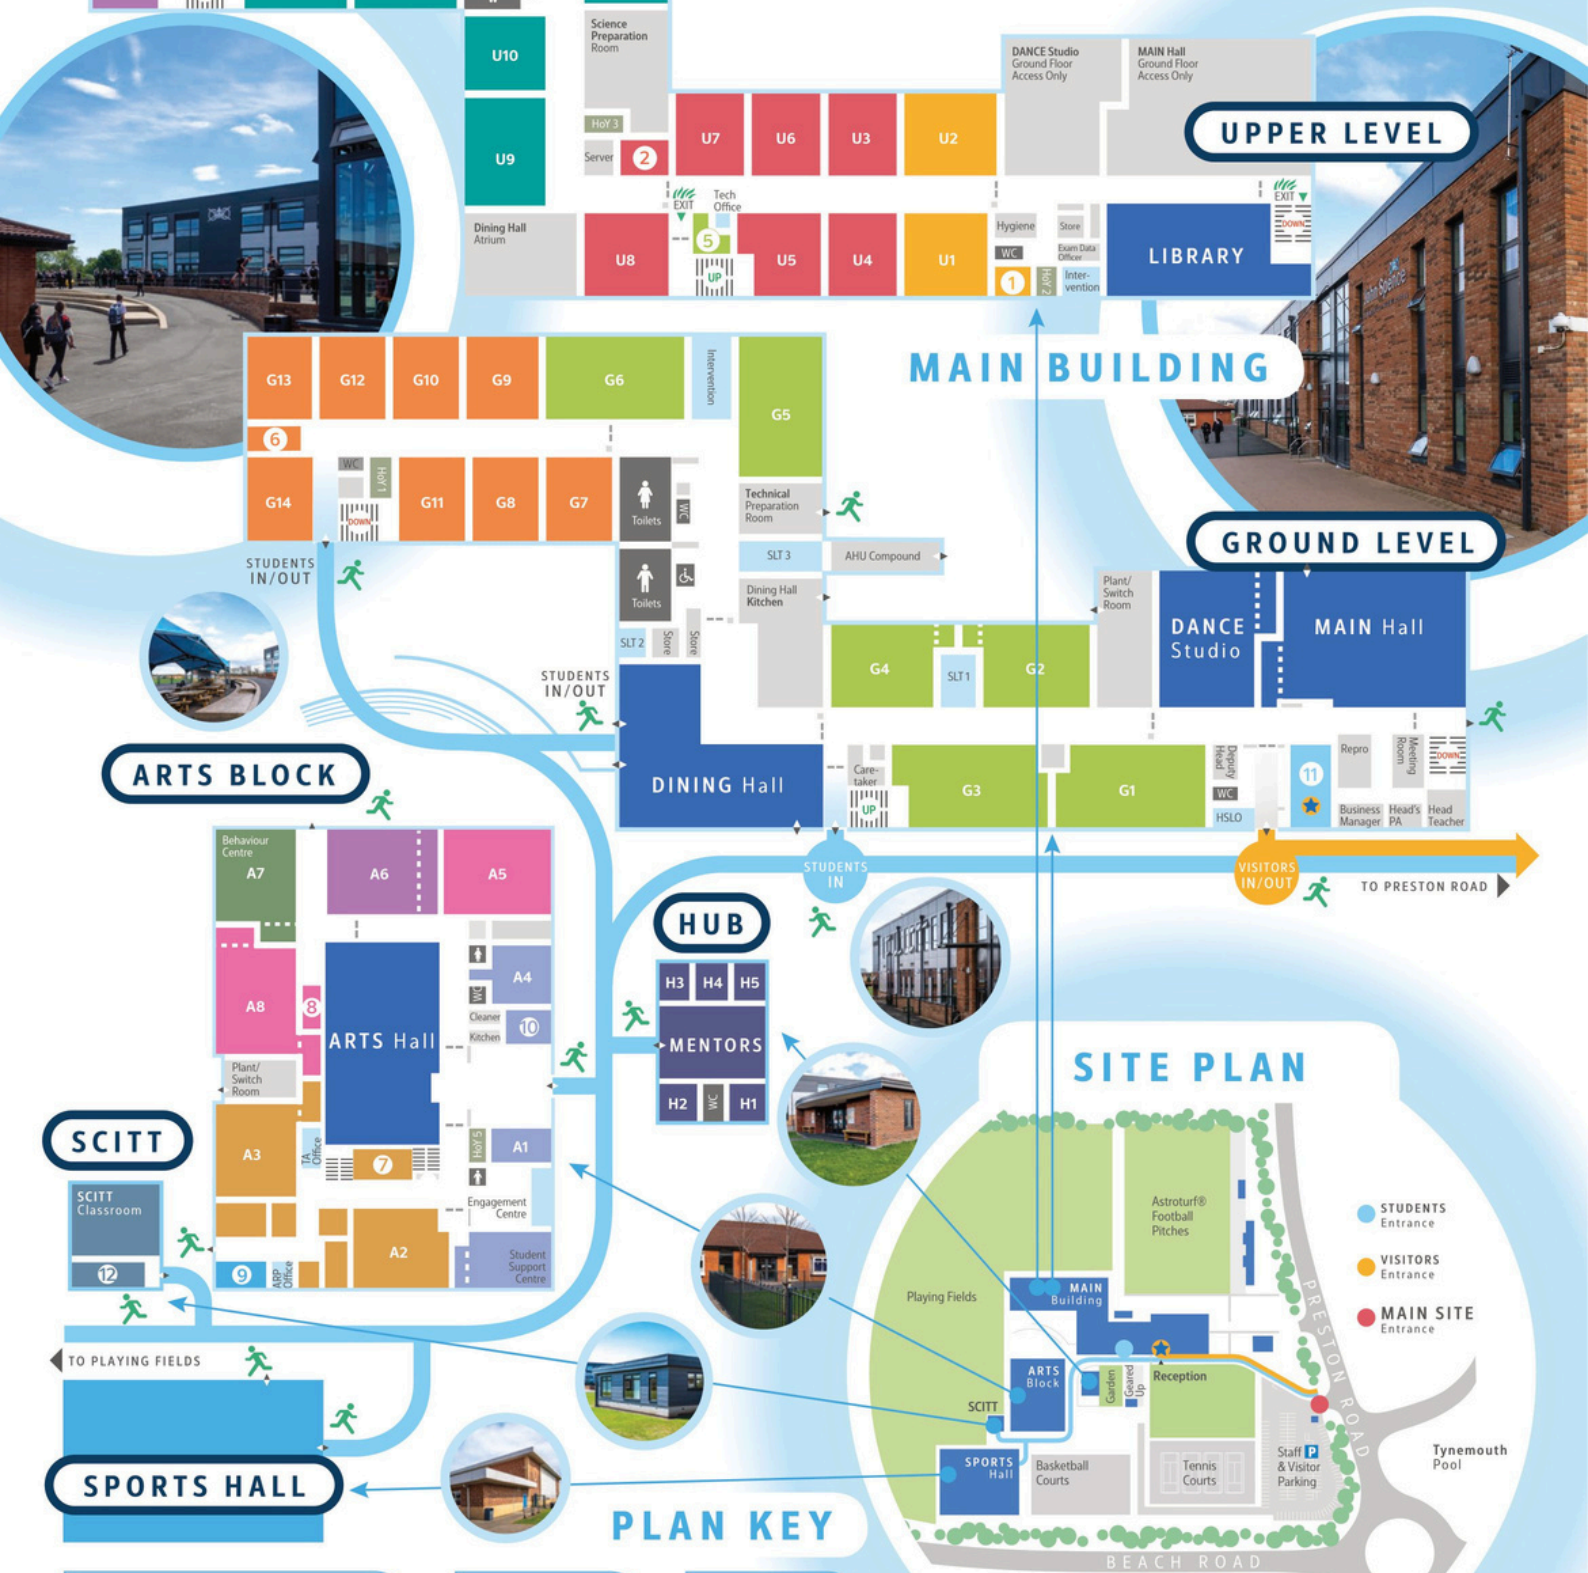 U10
Science
Preparation
Room
DANCE Studio
Ground Floor
Access Only
MAIN Hall
Ground Floor
Access Only
UPPER LEVEL
U9
HoY 3
Server
2
U7
U6
U3
U2
EXIT
Tech
Office
EXIT
DOWN
Dining Hall
Atrium
U8
5
UP
U5
U4
U1
Hygiene
WC
1
HoY 2
Store
Exam Data
Officer
Inter-
vention
LIBRARY
John Spence
MAIN BUILDING
G13
G12
G10
G9
G6
Intervention
G5
6
G14
WC
HoY 1
DOWN
G11
G8
G7
Toilets
WC
Technical
Preparation
Room
STUDENTS
IN/OUT
Toilets
SLT 3
AHU Compound
GROUND LEVEL
Dining Hall
Kitchen
SLT 2
Store
Store
Plant/
Switch
Room
DANCE
Studio
MAIN Hall
G4
SLT 1
G2
STUDENTS
IN/OUT
DINING Hall
Care-
taker
UP
G3
G1
Deputy
Head
WC
HSLO
11
Repro
Meeting
Room
DOWN
Business
Manager
Head's
PA
Head
Teacher
STUDENTS
IN
VISITORS
IN/OUT
TO PRESTON ROAD
ARTS BLOCK
Behaviour
Centre
A7
A6
A5
A8
8
ARTS Hall
A4
WC
Cleaner
Kitchen
10
Plant/
Switch
Room
A3
TA
Office
7
HoY 5
A1
Engagement
Centre
A2
Student
Support
Centre
9
ARP
Office
HUB
H3
H4
H5
MENTORS
H2
WC
H1
SCITT
SCITT
Classroom
12
TO PLAYING FIELDS
SPORTS HALL
PLAN KEY
SITE PLAN
Astroturf®
Football
Pitches
Playing Fields
MAIN
Building
ARTS
Block
Garden
Geared
Up
Reception
SCITT
SPORTS
Hall
Basketball
Courts
Tennis
Courts
Staff P
& Visitor
Parking
STUDENTS
Entrance
VISITORS
Entrance
MAIN SITE
Entrance
PRESTON ROAD
Tynemouth
Pool
BEACH ROAD